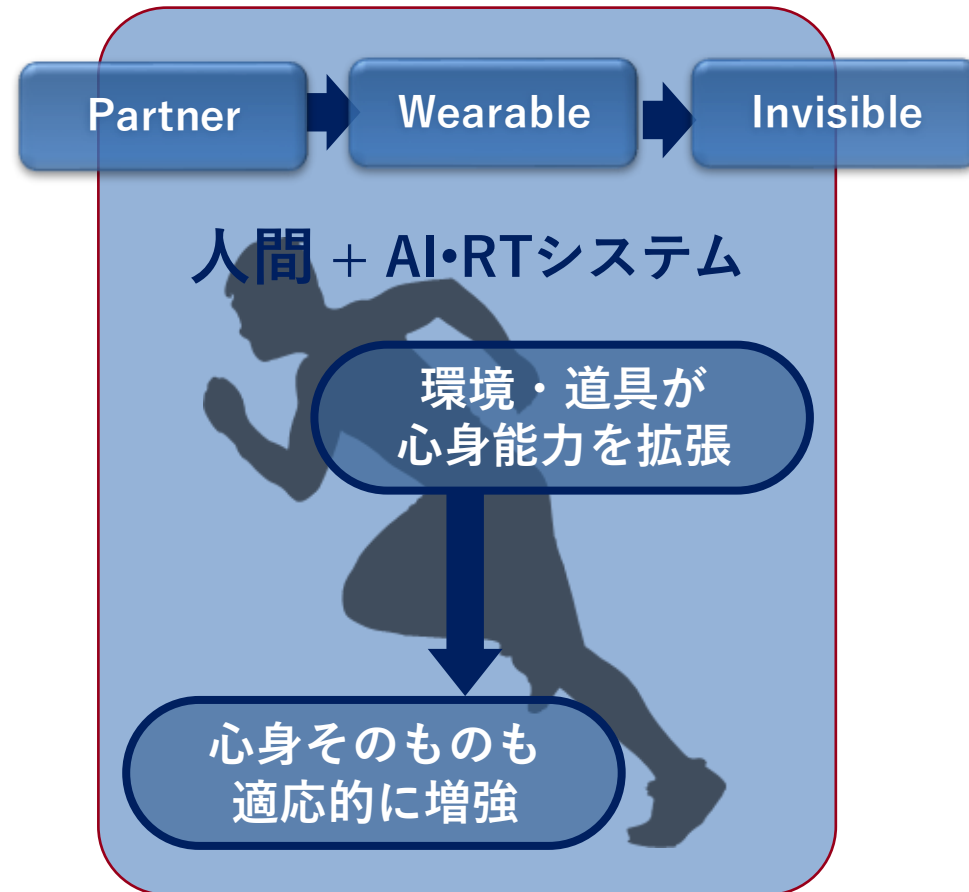 Partner
Wearable
Invisible
人間 + AI•RTシステム
環境・道具が
心身能力を拡張
心身そのものも
適応的に増強